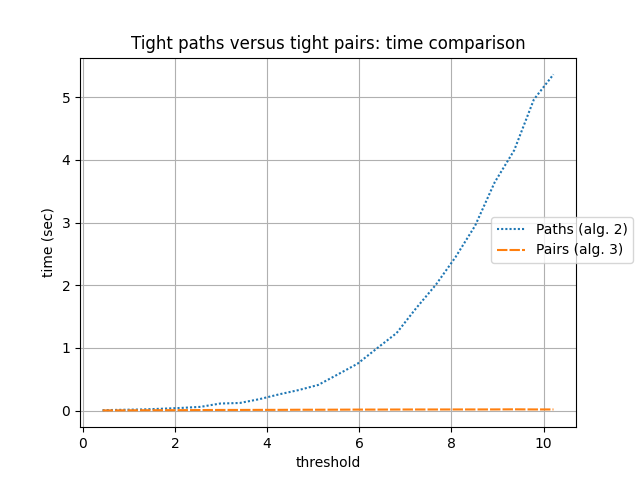 Tight paths versus tight pairs: time comparison
time (sec)
5
4
3
2
1
0
Paths (alg. 2)
Pairs (alg. 3)
0 2 4 6 8 10
threshold